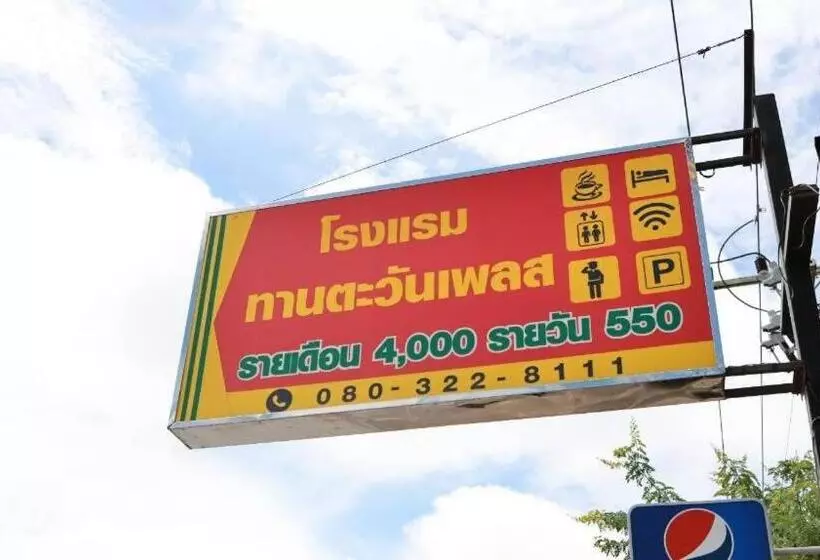 โรงแรม
ทานตะวันเพลส
รายเดือน 4,000 รายวัน 550
080-322-8111
P